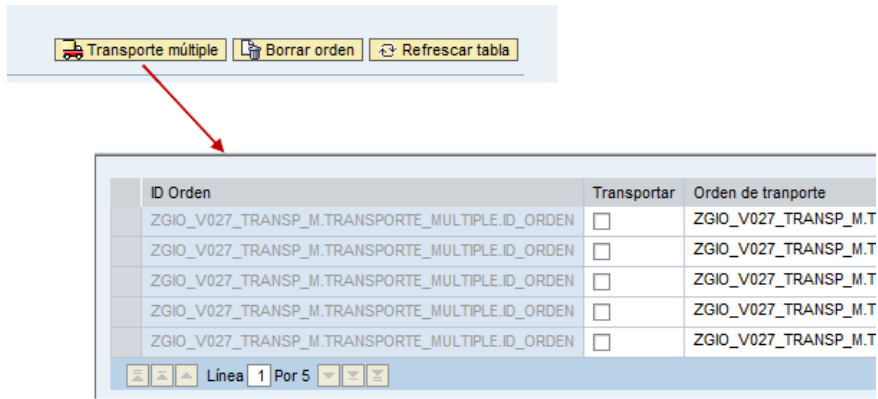 Transporte múltiple Borrar orden Refrescar tabla
ID Orden Transportar Orden de tranporte
ZGIO_V027_TRANSP_M.TRANSPORTE_MULTIPLE.ID_ORDEN ZGIO_V027_TRANSP_M.T
ZGIO_V027_TRANSP_M.TRANSPORTE_MULTIPLE.ID_ORDEN ZGIO_V027_TRANSP_M.T
ZGIO_V027_TRANSP_M.TRANSPORTE_MULTIPLE.ID_ORDEN ZGIO_V027_TRANSP_M.T
ZGIO_V027_TRANSP_M.TRANSPORTE_MULTIPLE.ID_ORDEN ZGIO_V027_TRANSP_M.T
ZGIO_V027_TRANSP_M.TRANSPORTE_MULTIPLE.ID_ORDEN ZGIO_V027_TRANSP_M.T
Línea 1 Por 5